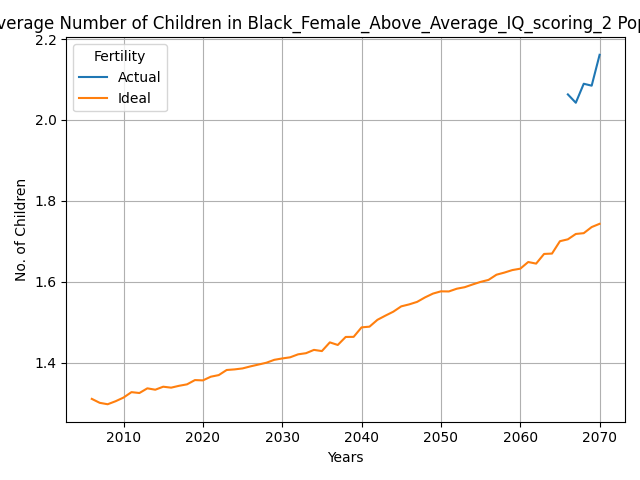 verage Number of Children in Black_Female_Above_Average_IQ_scoring_2 Pop
Fertility
Actual
Ideal
2.2
2.0
1.8
1.6
1.4
No. of Children
2010 2020 2030 2040 2050 2060 2070
Years